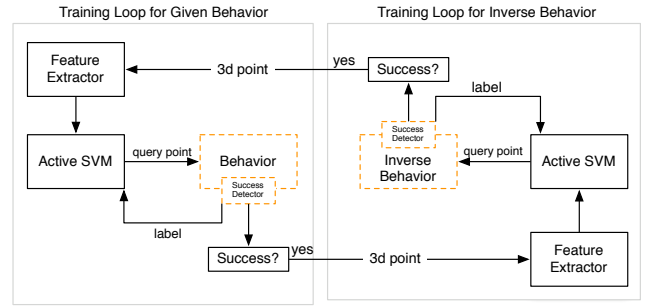 Training Loop for Given Behavior
Feature
Extractor
Active SVM
query point
Behavior
Success
Detector
label
Success?
yes
3d point
Training Loop for Inverse Behavior
Success?
yes
3d point
label
Success
Detector
Inverse
Behavior
query point
Active SVM
Feature
Extractor